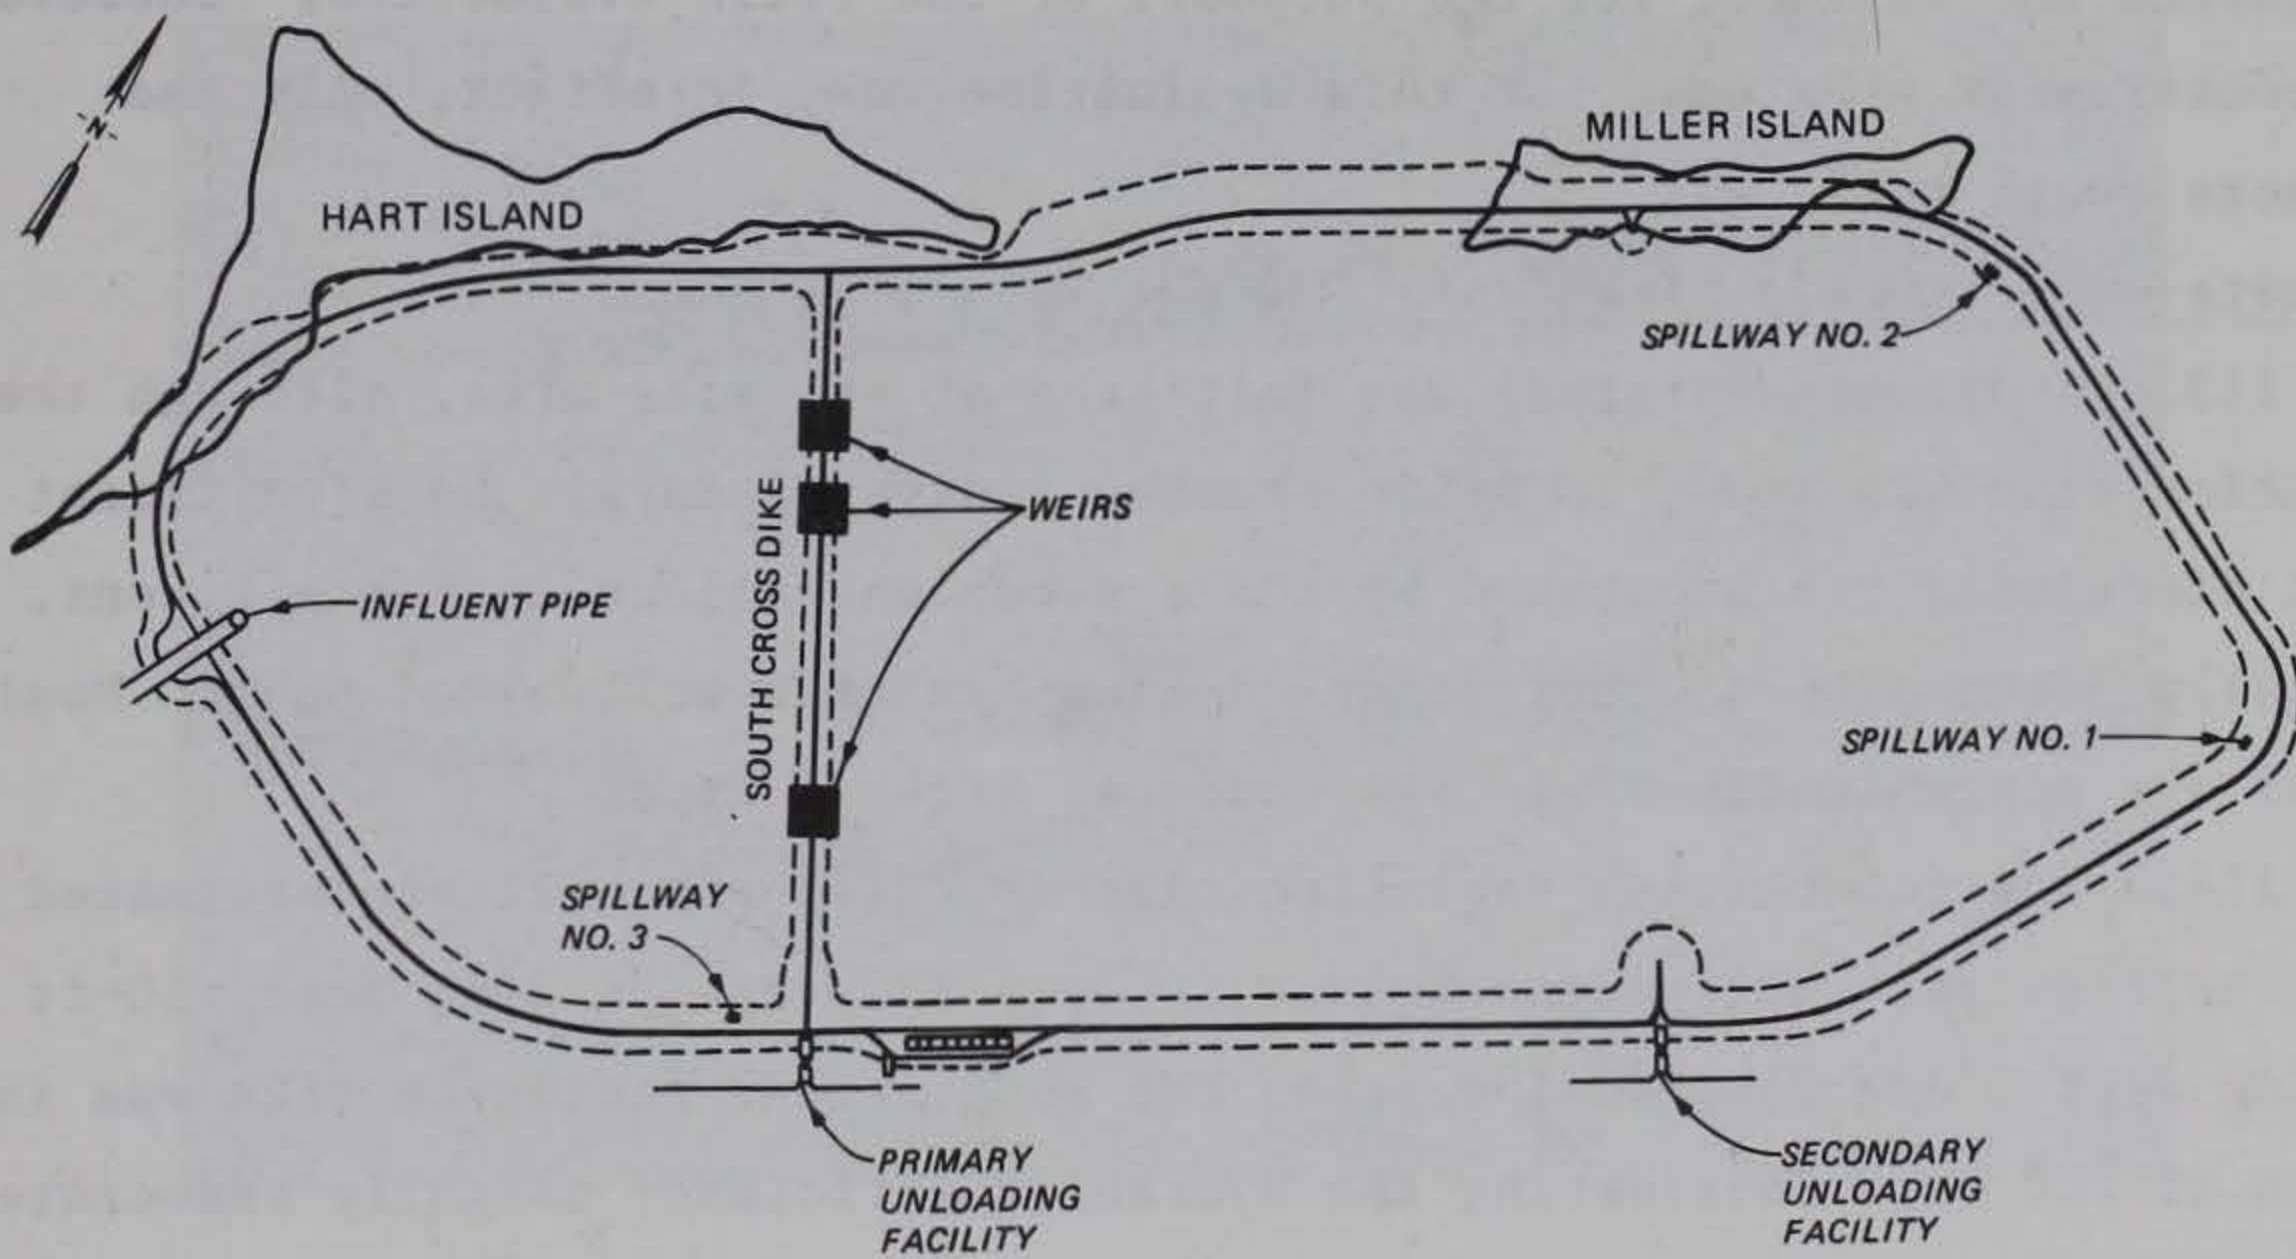 N
HART ISLAND
MILLER ISLAND
SPILLWAY NO. 2
WEIRS
SOUTH CROSS DIKE
INFLUENT PIPE
SPILLWAY NO. 1
SPILLWAY
NO. 3
PRIMARY
UNLOADING
FACILITY
SECONDARY
UNLOADING
FACILITY